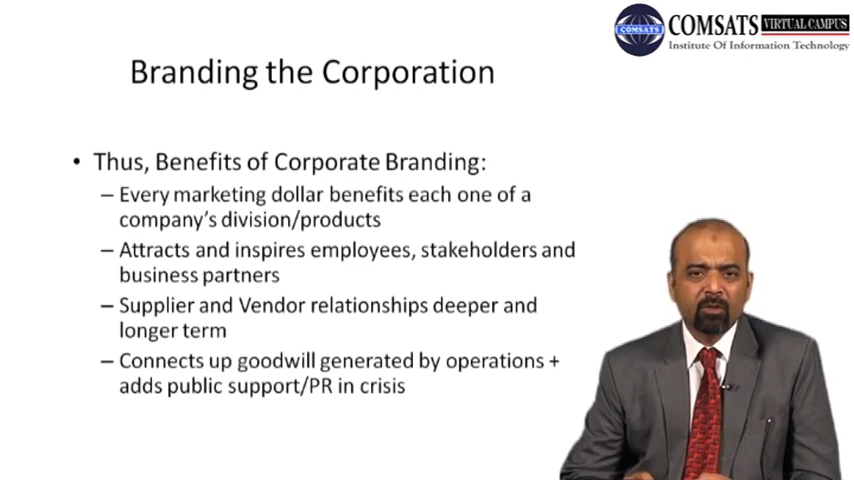 COMSATS VIRTUAL CAMPUS
COMSATS
Institute Of Information Technology
Branding the Corporation
• Thus, Benefits of Corporate Branding:
– Every marketing dollar benefits each one of a
company's division/products
– Attracts and inspires employees, stakeholders and
business partners
– Supplier and Vendor relationships deeper and
longer term
– Connects up goodwill generated by operations +
adds public support/PR in crisis